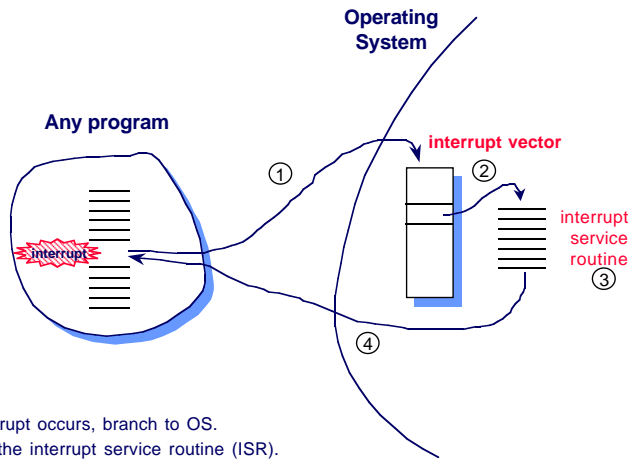 Operating
System
Any program
interrupt vector
①
②
interrupt
interrupt
service
routine
③
④
rupt occurs, branch to OS.
the interrupt service routine (ISR).